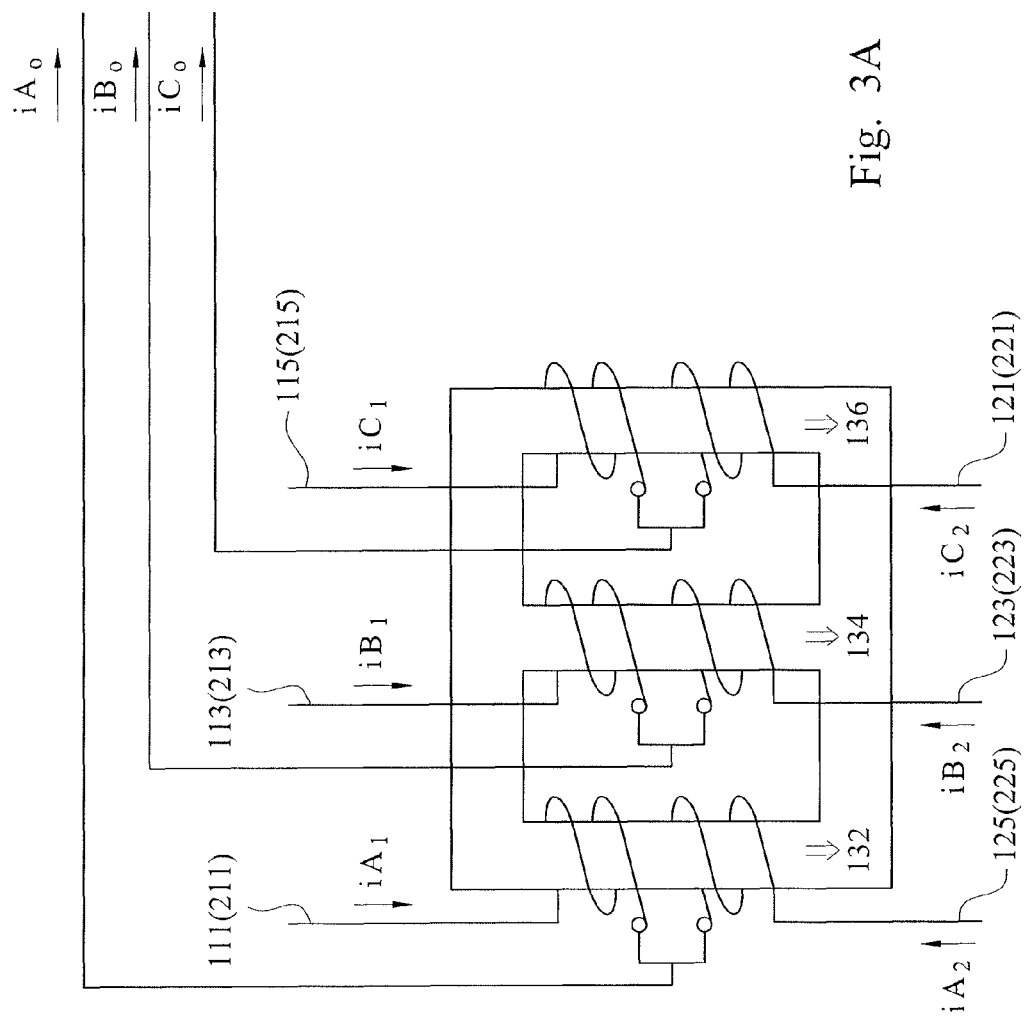 iA₀
iB₀
iC₀
115(215)
iC₁
113(213)
iB₁
111(211)
iA₁
136
134
132
121(221)
iC₂
123(223)
iB₂
125(225)
iA₂
Fig. 3A